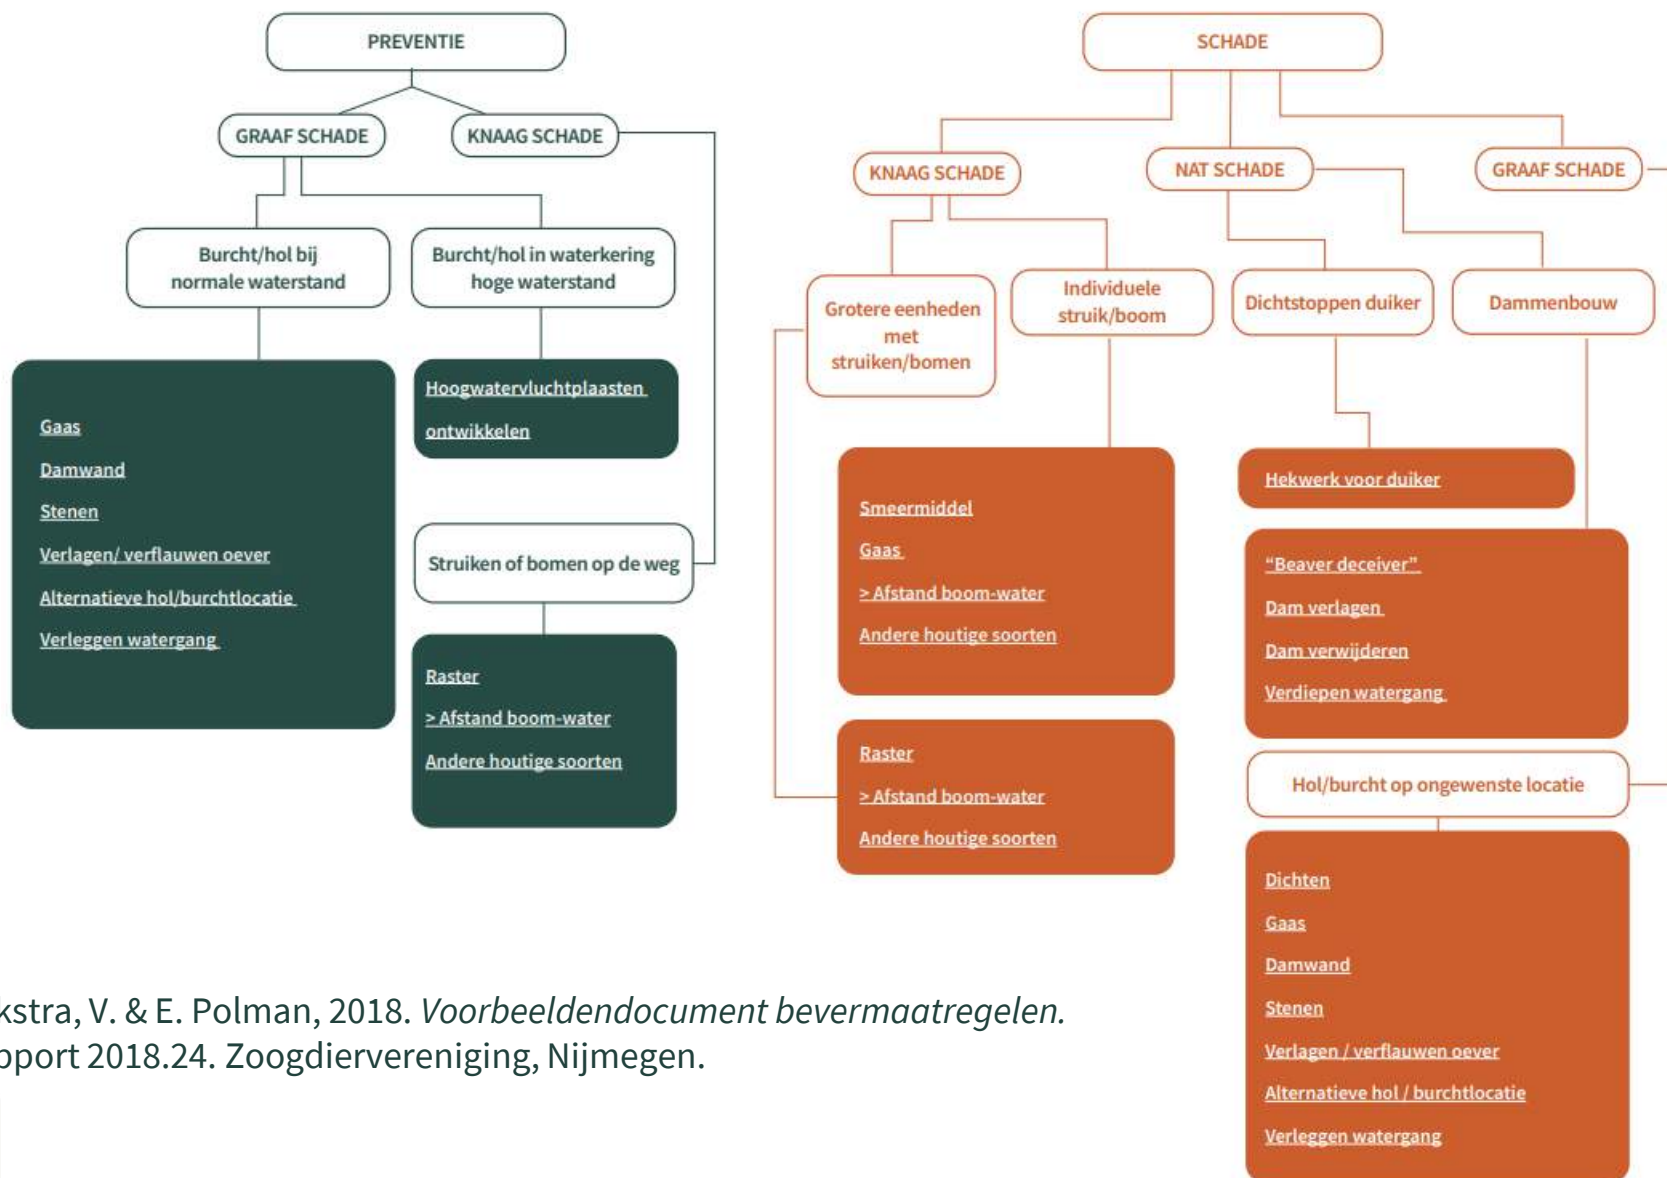 PREVENTIE
GRAAF SCHADE
KNAAG SCHADE
Burcht/hol bij
normale waterstand
Burcht/hol in waterkering
hoge waterstand
Gaas
Damwand
Stenen
Verlagen/ verflauwen oever
Alternatieve hol/burchtlocatie
Verleggen watergang
Hoogwatervluchtplaasten
ontwikkelen
Struiken of bomen op de weg
Raster
> Afstand boom-water
Andere houtige soorten
SCHADE
KNAAG SCHADE
NAT SCHADE
GRAAF SCHADE
Grotere eenheden
met
struiken/bomen
Individuele
struik/boom
Dichtstoppen duiker
Dammenbouw
Smeermiddel
Gaas
> Afstand boom-water
Andere houtige soorten
Raster
> Afstand boom-water
Andere houtige soorten
Hekwerk voor duiker
“Beaver deceiver”
Dam verlagen
Dam verwijderen
Verdiepen watergang
Hol/burcht op ongewenste locatie
Dichten
Gaas
Damwand
Stenen
Verlagen / verflauwen oever
Alternatieve hol / burchtlocatie
Verleggen watergang
kstra, V. & E. Polman, 2018. Voorbeeldendocument bevermaatregelen.
pport 2018.24. Zoogdiervereniging, Nijmegen.